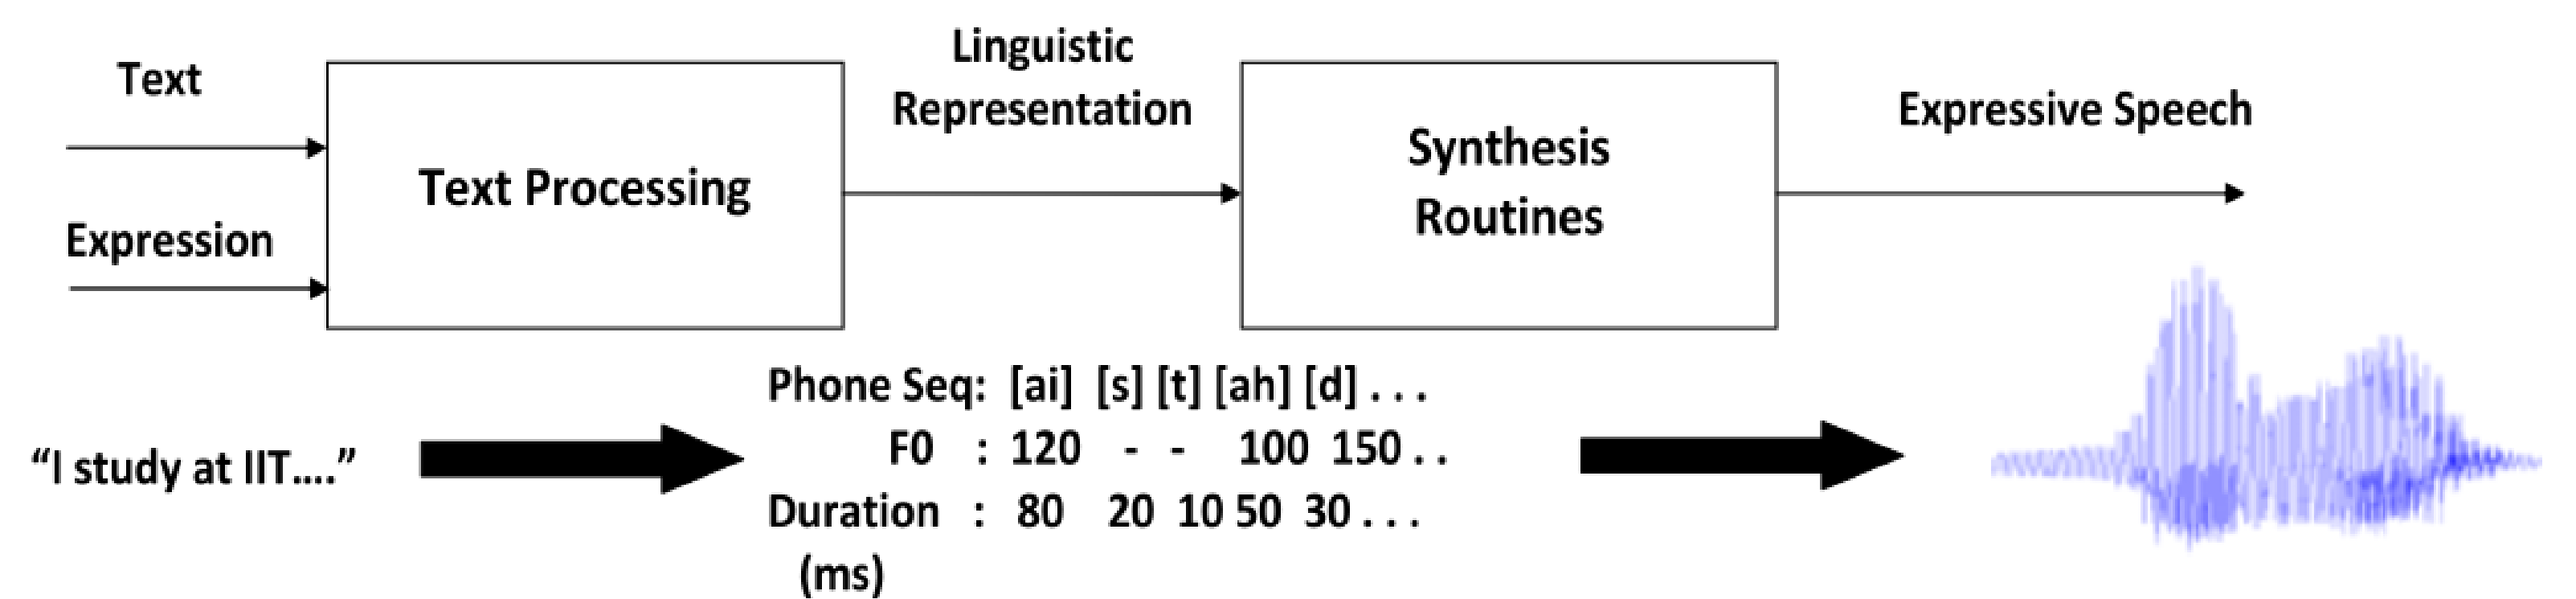 Text
Expression
Text Processing
Linguistic
Representation
Synthesis
Routines
Expressive Speech
“I study at IIT....”
Phone Seq: [ai] [s] [t] [ah] [d] . . .
F0 : 120 - - 100 150 . .
Duration : 80 20 10 50 30 . . .
(ms)